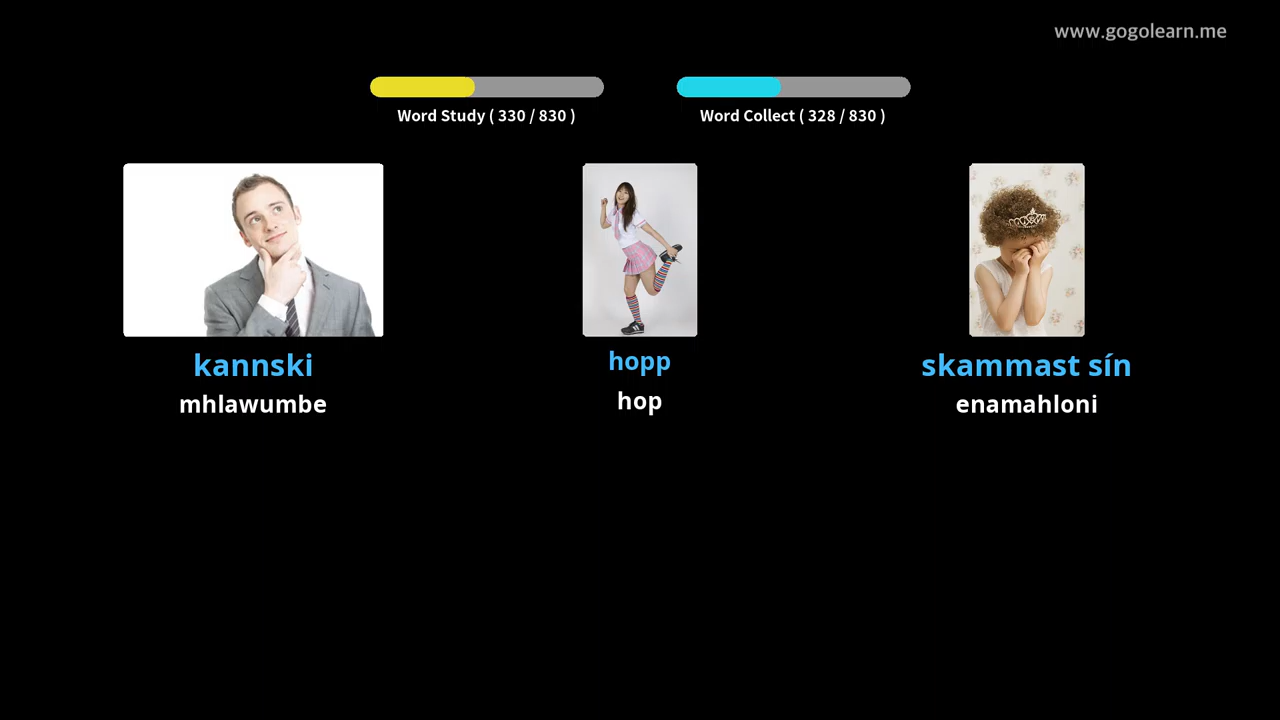 www.gogolearn.me
Word Study ( 330 / 830 )
Word Collect ( 328 / 830 )
kannski
mhlawumbe
hopp
hop
skammast sín
enamahloni